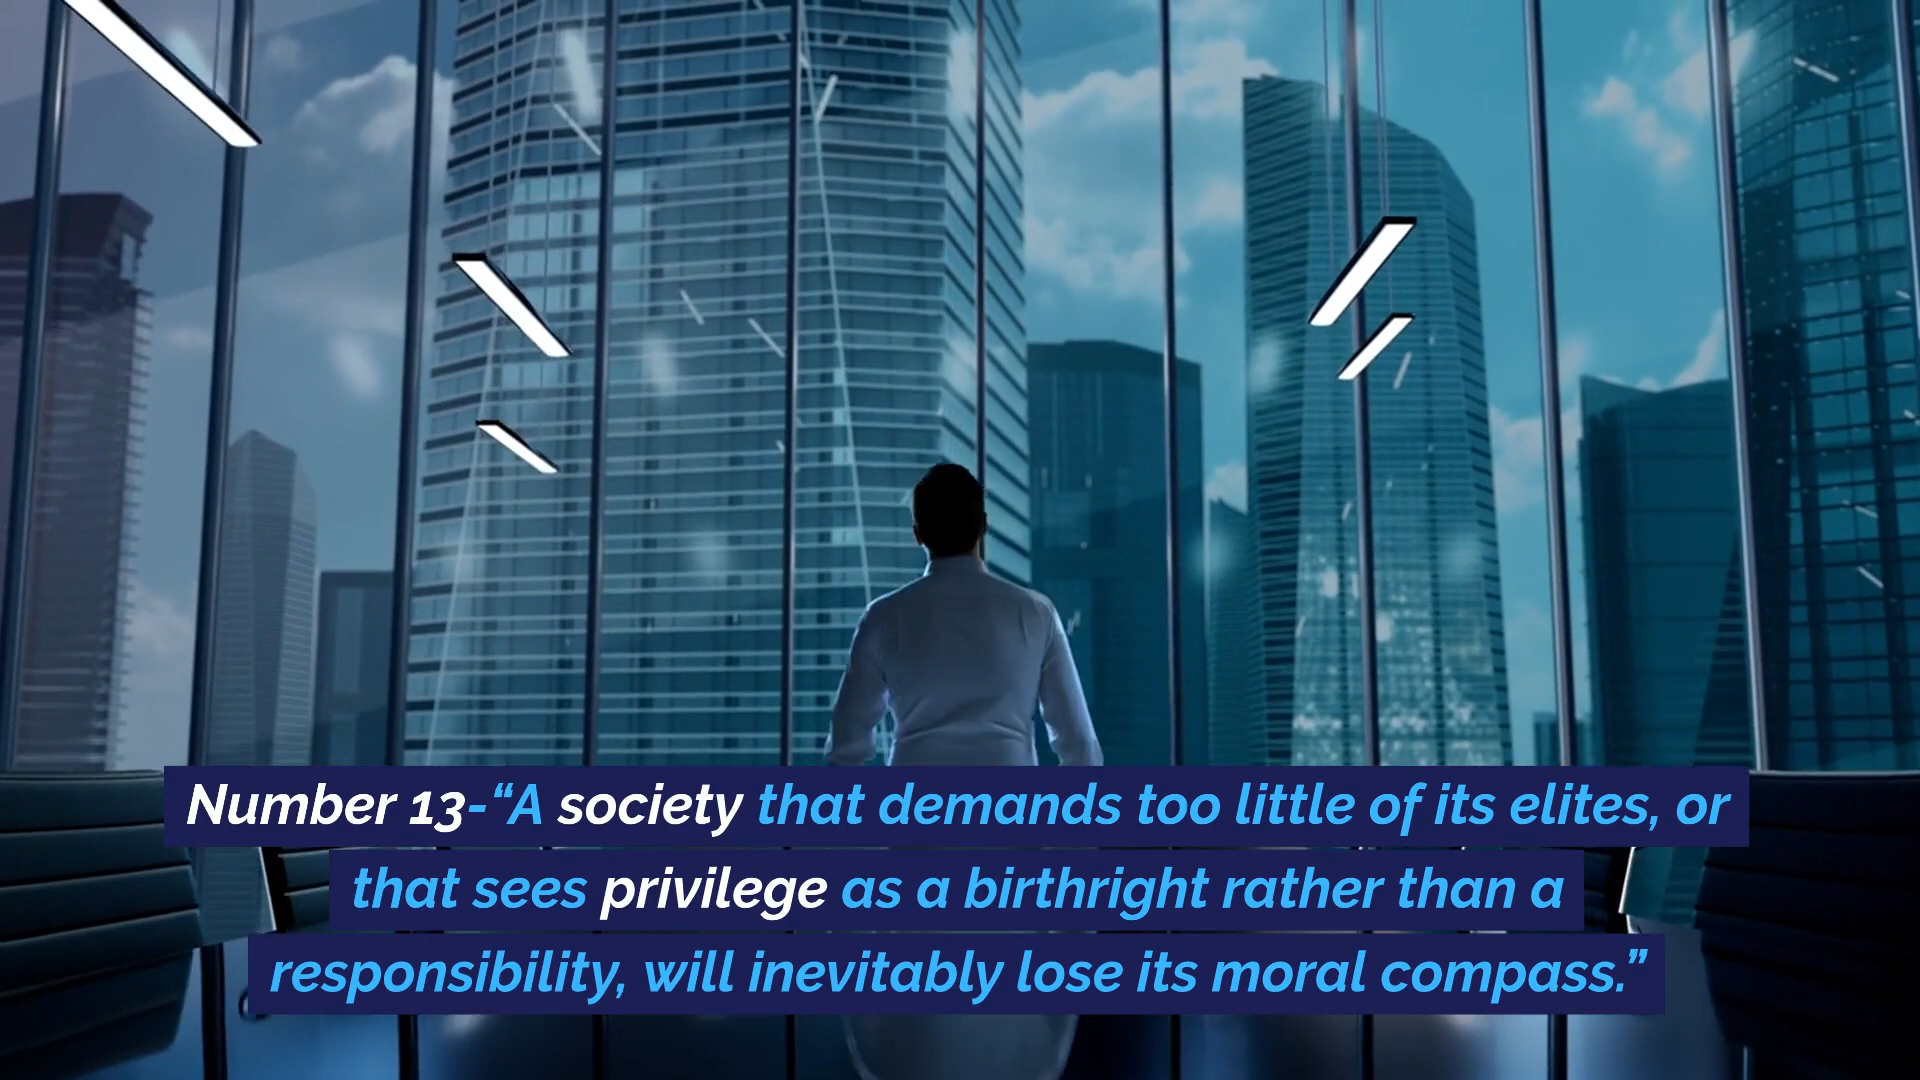 Number 13-“A society that demands too little of its elites, or
that sees privilege as a birthright rather than a
responsibility, will inevitably lose its moral compass.”